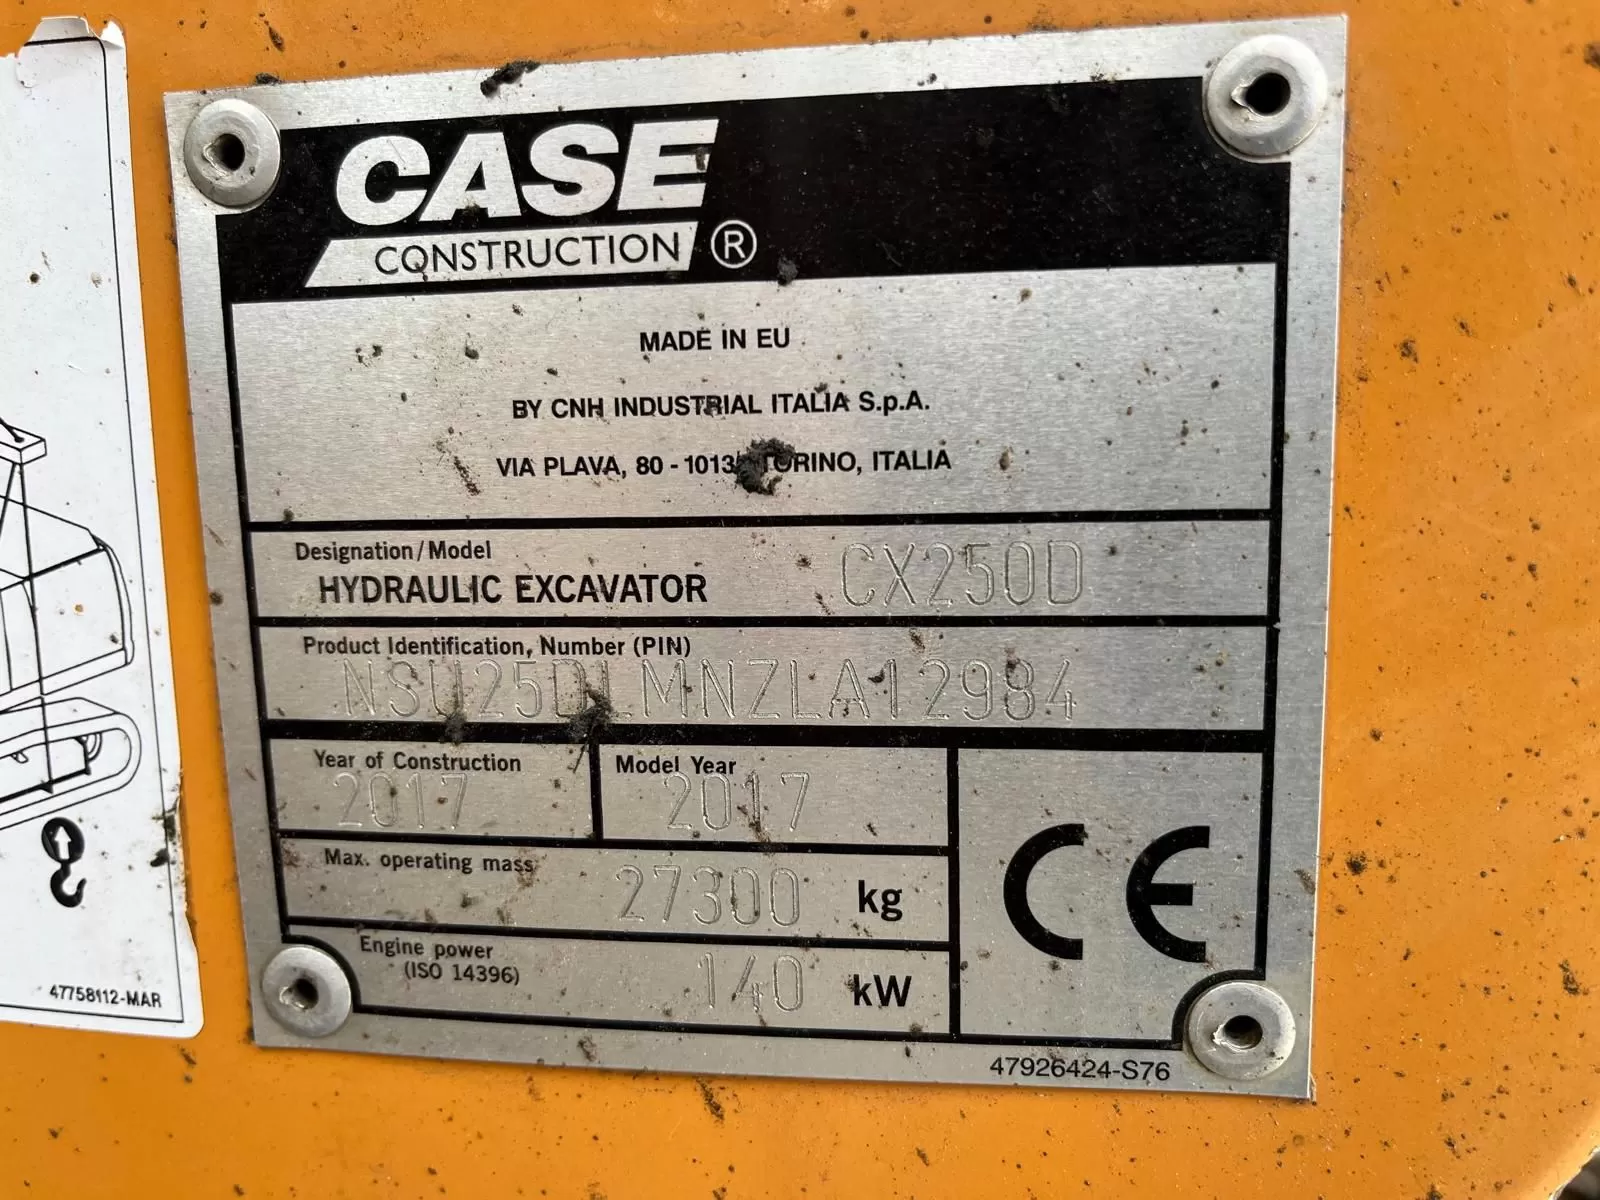 CASE
CONSTRUCTION ®
MADE IN EU
BY CNH INDUSTRIAL ITALIA S.p.A.
VIA PLAVA, 80 - 1013 TORINO, ITALIA
Designation/Model
HYDRAULIC EXCAVATOR CX250D
Product Identification, Number (PIN)
NSU25DLMNZLA12984
Year of Construction
2017
Model Year
2017
Max. operating mass 27300 kg
Engine power
(ISO 14396) 140 kW
CE
47926424-S76
47758112-MAR